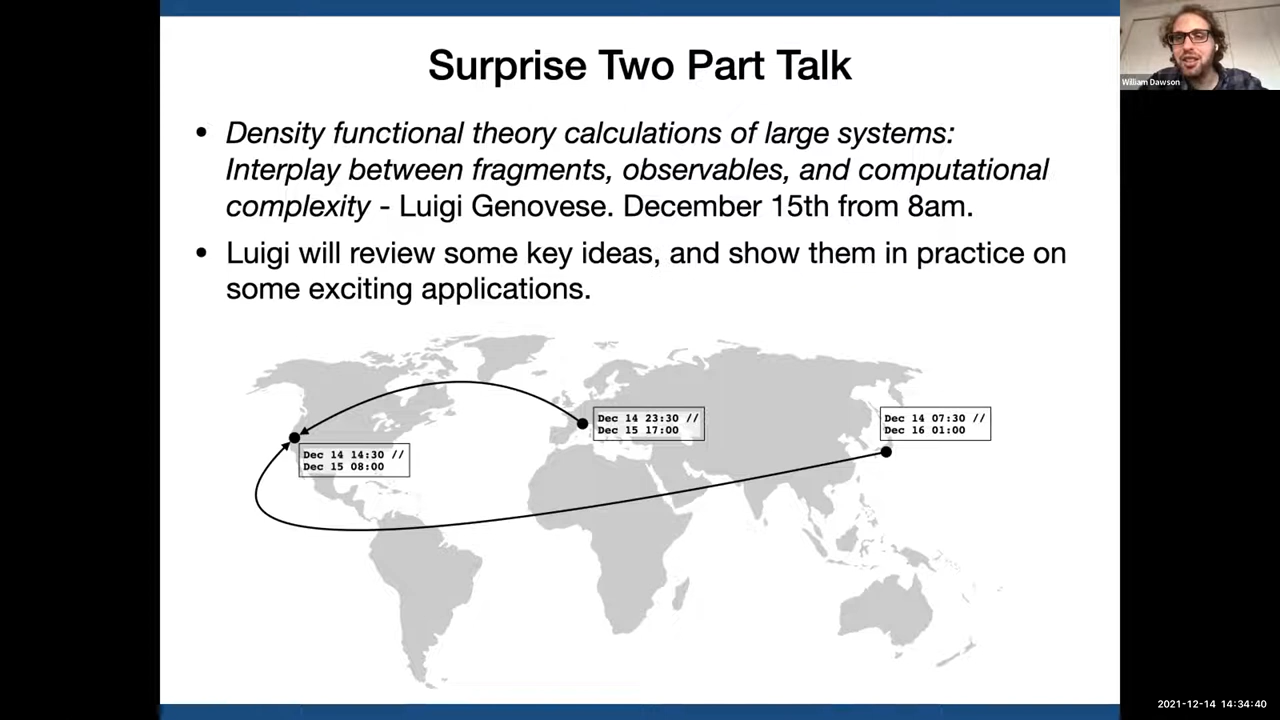 Surprise Two Part Talk
William Dawson
• Density functional theory calculations of large systems:
Interplay between fragments, observables, and computational
complexity - Luigi Genovese. December 15th from 8am.
• Luigi will review some key ideas, and show them in practice on
some exciting applications.
Dec 14 23:30 //
Dec 15 17:00
Dec 14 07:30 //
Dec 16 01:00
Dec 14 14:30 //
Dec 15 08:00
2021-12-14 14:34:40